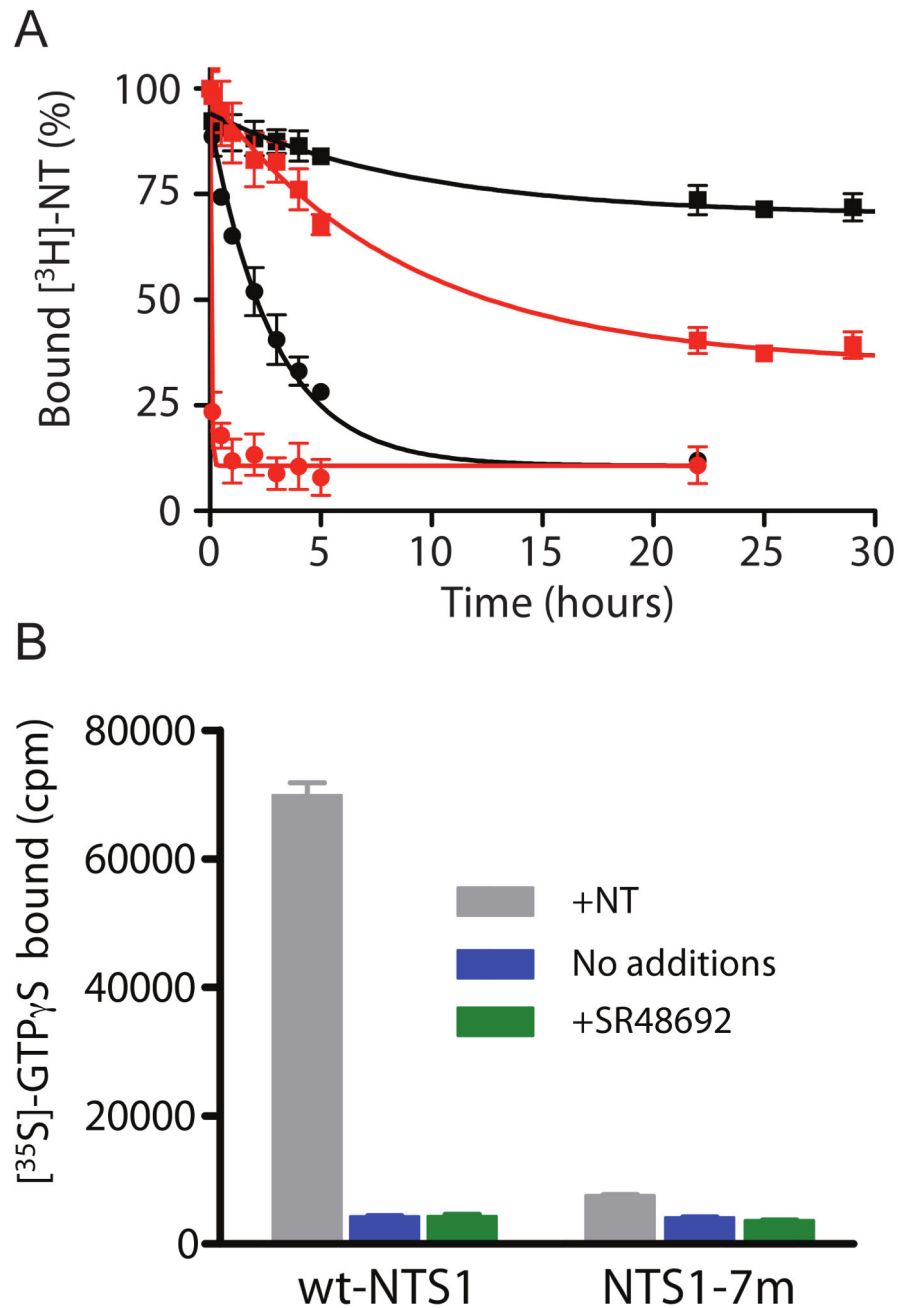 A
Bound [³H]-NT (%)
100
75
50
25
0
0 5 10 15 20 25 30
Time (hours)
B
[³⁵S]-GTPγS bound (cpm)
80000
60000
40000
20000
0
+NT
No additions
+SR48692
wt-NTS1 NTS1-7m